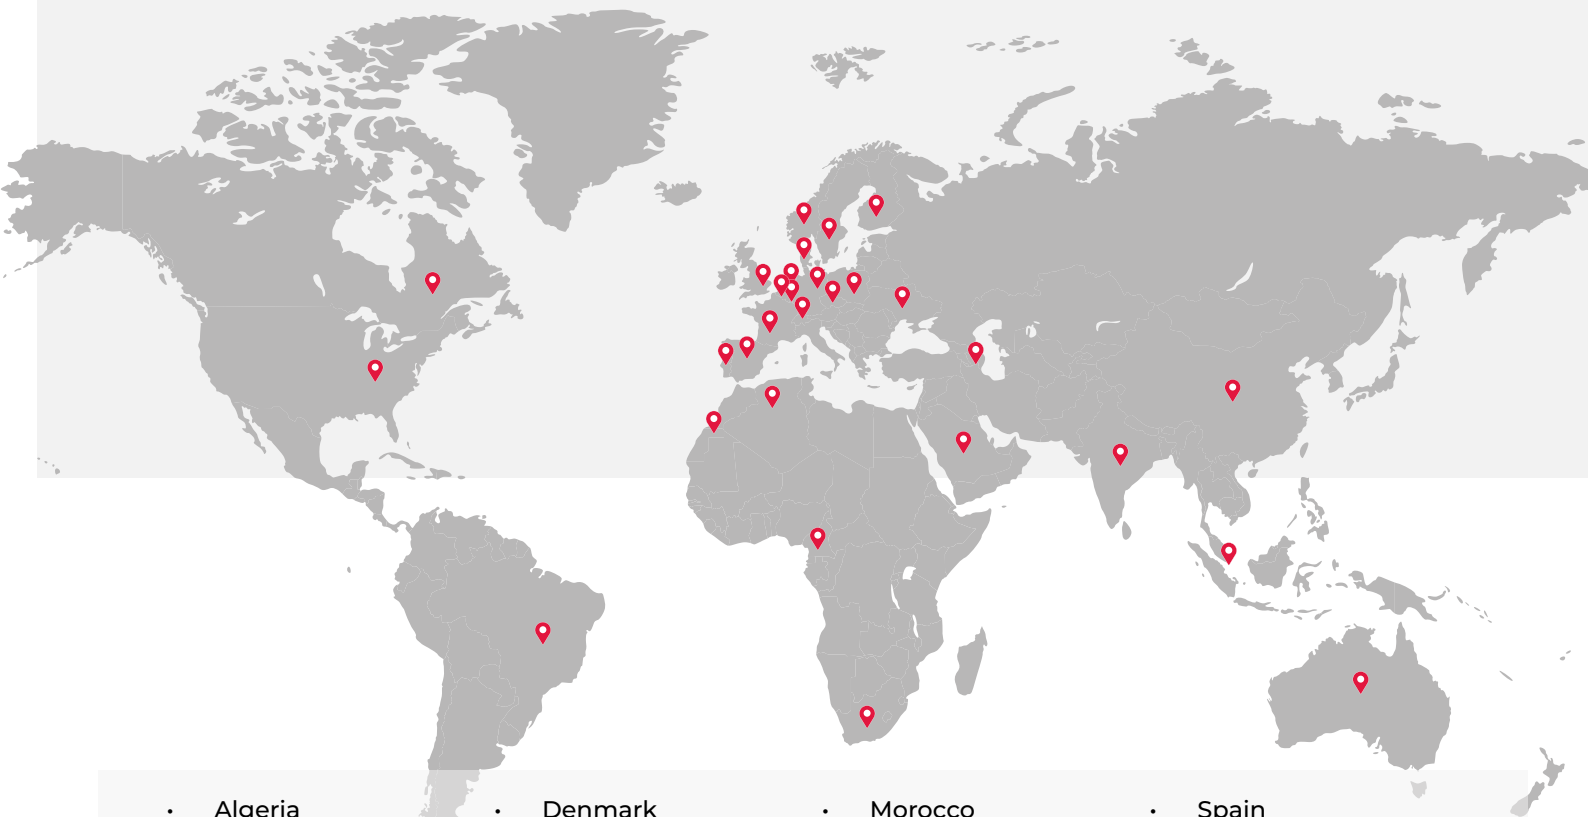 • Algeria • Denmark • Morocco • Spain